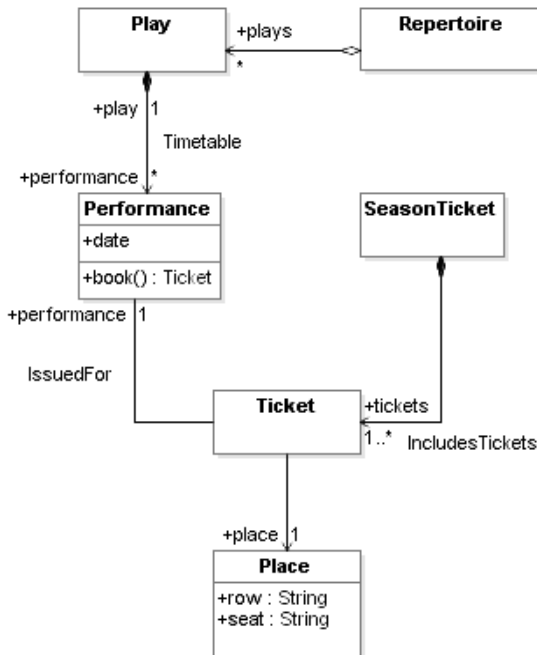 Play
+plays
*
Repertoire
+play 1
Timetable
+performance *
Performance
+date
+book() : Ticket
SeasonTicket
+performance 1
IssuedFor
Ticket
+tickets
1..*
IncludesTickets
+place 1
Place
+row : String
+seat : String